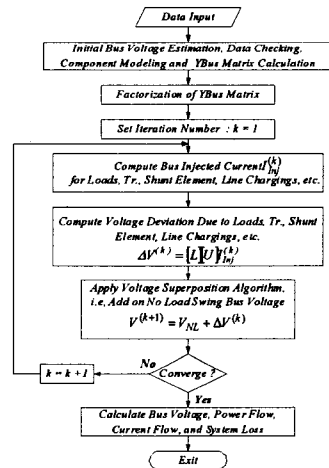 Data Input
Initial Bus Voltage Estimation, Data Checking,
Component Modeling and YBus Matrix Calculation
Factorization of YBus Matrix
Set Iteration Number : k = 1
Compute Bus Injected Current I_{Inj}^{(k)}
for Loads, Tr., Shunt Element, Line Chargings, etc.
Compute Voltage Deviation Due to Loads, Tr., Shunt
Element, Line Chargings, etc.
ΔV^{(k)} = [L][U]I_{Inj}^{(k)}
Apply Voltage Superposition Algorithm,
i.e, Add on No Load Swing Bus Voltage
V^{(k+1)} = V_{NL} + ΔV^{(k)}
No
k = k + 1
Converge ?
Yes
Calculate Bus Voltage, Power Flow,
Current Flow, and System Loss
Exit